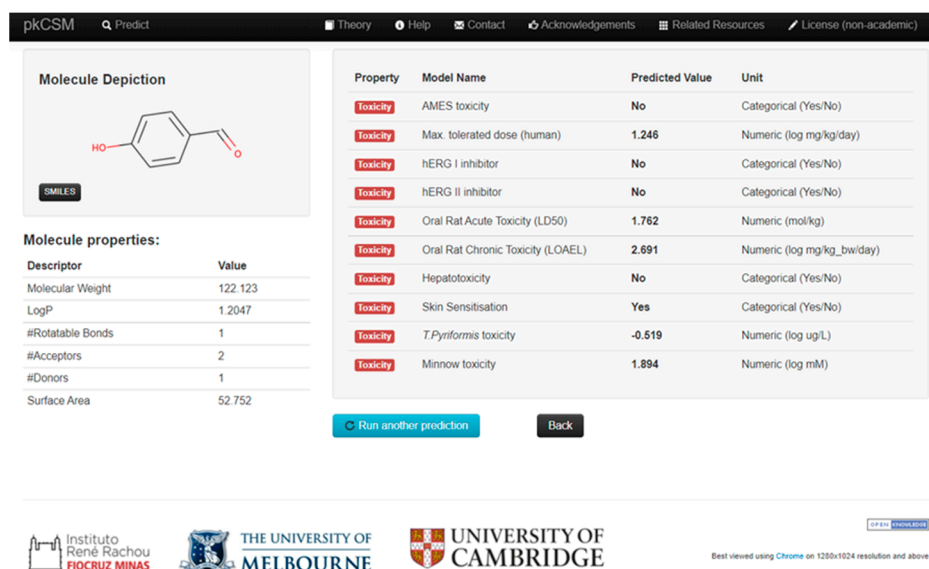 pkCSM Predict Theory Help Contact Acknowledgements Related Resources License (non-academic)
Molecule Depiction
HO
O
SMILES
Molecule properties:
Descriptor Value
Molecular Weight 122.123
LogP 1.2047
#Rotatable Bonds 1
#Acceptors 2
#Donors 1
Surface Area 52.752
Property Model Name Predicted Value Unit
Toxicity AMES toxicity No Categorical (Yes/No)
Toxicity Max. tolerated dose (human) 1.246 Numeric (log mg/kg/day)
Toxicity hERG I inhibitor No Categorical (Yes/No)
Toxicity hERG II inhibitor No Categorical (Yes/No)
Toxicity Oral Rat Acute Toxicity (LD50) 1.762 Numeric (mol/kg)
Toxicity Oral Rat Chronic Toxicity (LOAEL) 2.691 Numeric (log mg/kg_bw/day)
Toxicity Hepatotoxicity No Categorical (Yes/No)
Toxicity Skin Sensitisation Yes Categorical (Yes/No)
Toxicity T.Pyriformis toxicity -0.519 Numeric (log ug/L)
Toxicity Minnow toxicity 1.894 Numeric (log mM)
Run another prediction Back
Instituto
René Rachou
FIOCRUZ MINAS
THE UNIVERSITY OF
MELBOURNE
UNIVERSITY OF
CAMBRIDGE
OPEN KNOWLEDGE
Best viewed using Chrome on 1280x1024 resolution and above